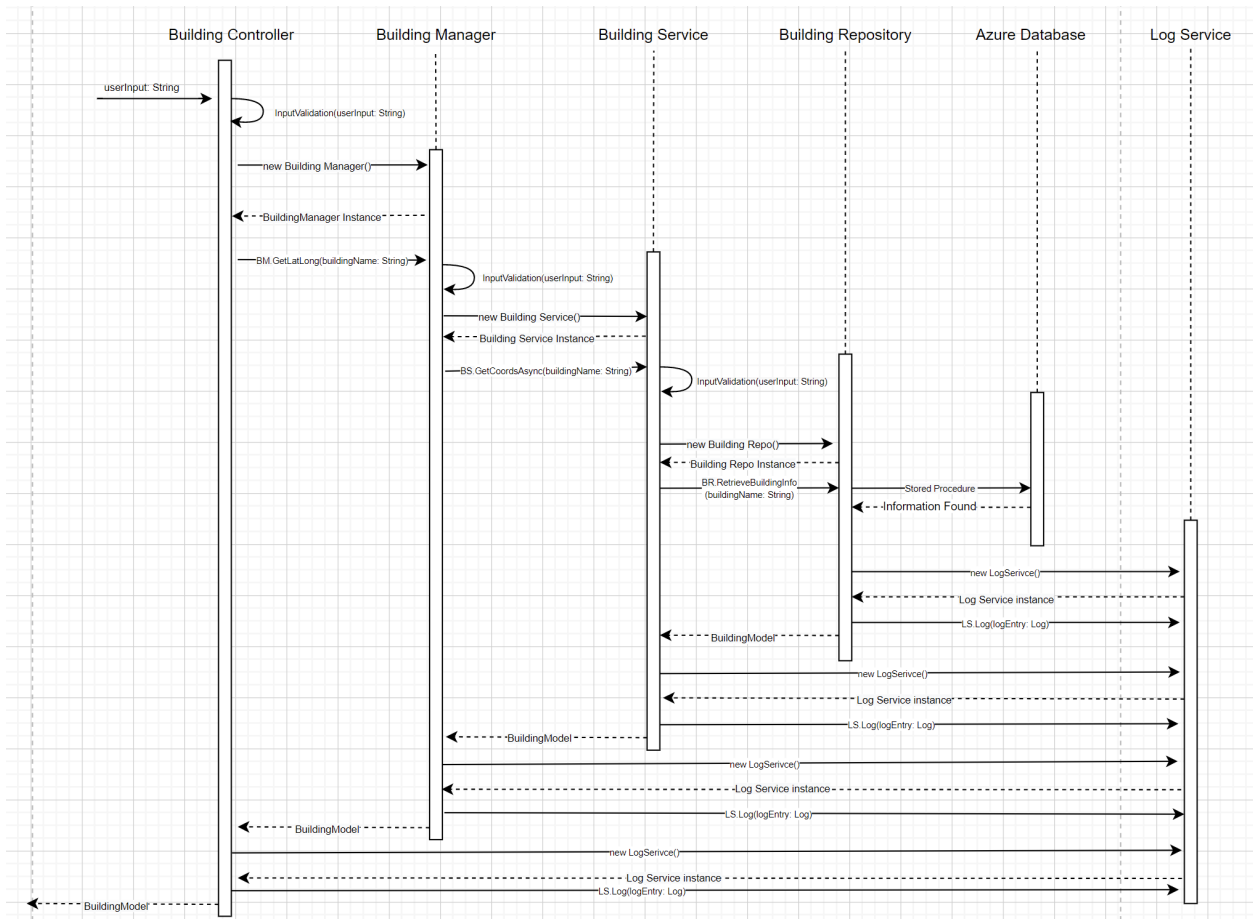 Building Controller
Building Manager
Building Service
Building Repository
Azure Database
Log Service
userInput: String
InputValidation(userInput: String)
new Building Manager()
BuildingManager Instance
BM.GetLatLong(buildingName: String)
InputValidation(userInput: String)
new Building Service()
Building Service Instance
BS.GetCoordsAsync(buildingName: String)
InputValidation(userInput: String)
new Building Repo()
Building Repo Instance
BR.RetrieveBuildingInfo
(buildingName: String)
Stored Procedure
Information Found
new LogSerivce()
Log Service instance
LS.Log(logEntry: Log)
BuildingModel
new LogSerivce()
Log Service instance
LS.Log(logEntry: Log)
BuildingModel
new LogSerivce()
Log Service instance
LS.Log(logEntry: Log)
BuildingModel
new LogSerivce()
Log Service instance
LS.Log(logEntry: Log)
BuildingModel